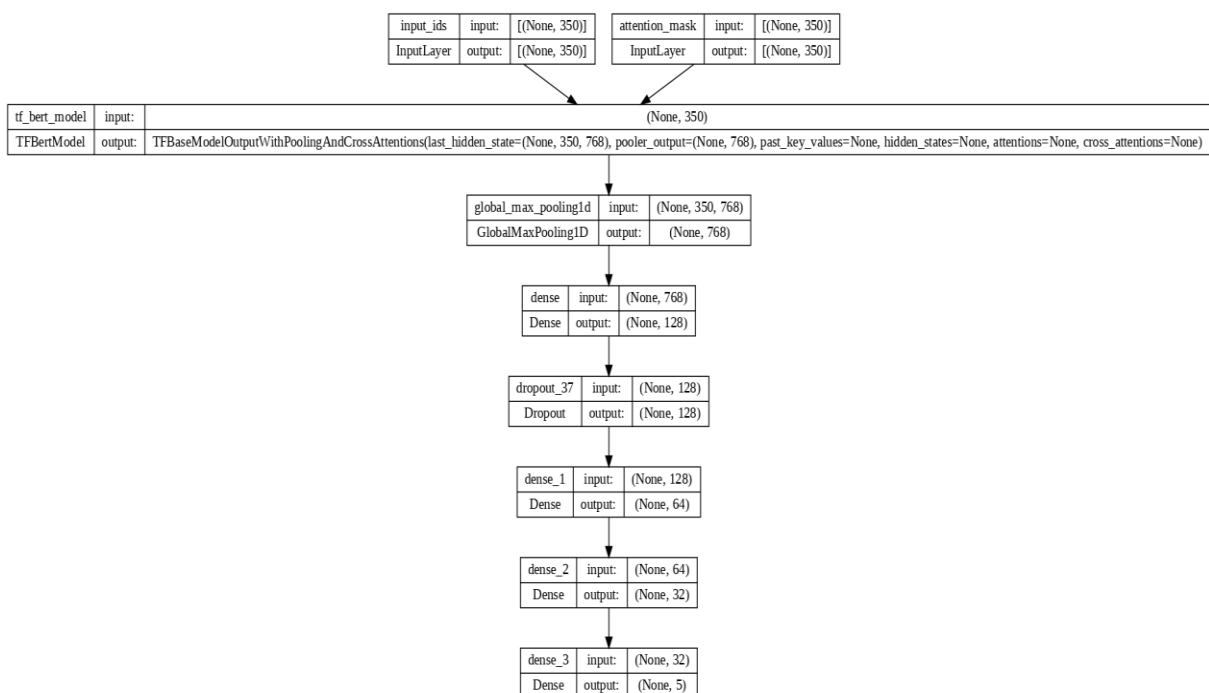 input_ids input: [(None, 350)]
InputLayer output: [(None, 350)]
attention_mask input: [(None, 350)]
InputLayer output: [(None, 350)]
tf_bert_model input: (None, 350)
TFBertModel output: TFBaseModelOutputWithPoolingAndCrossAttentions(last_hidden_state=(None, 350, 768), pooler_output=(None, 768), past_key_values=None, hidden_states=None, attentions=None, cross_attentions=None)
global_max_pooling1d input: (None, 350, 768)
GlobalMaxPooling1D output: (None, 768)
dense input: (None, 768)
Dense output: (None, 128)
dropout_37 input: (None, 128)
Dropout output: (None, 128)
dense_1 input: (None, 128)
Dense output: (None, 64)
dense_2 input: (None, 64)
Dense output: (None, 32)
dense_3 input: (None, 32)
Dense output: (None, 5)